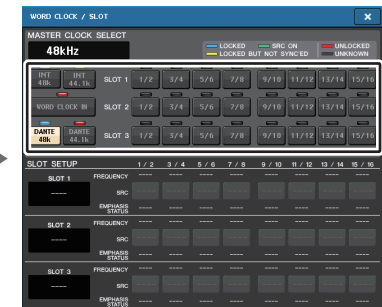 WORD CLOCK / SLOT
MASTER CLOCK SELECT
48kHz
LOCKED SRC ON UNLOCKED
LOCKED BUT NOT SYNC'ED UNKNOWN
INT 48k INT 44.1k SLOT 1 1/2 3/4 5/6 7/8 9/10 11/12 13/14 15/16
WORD CLOCK IN SLOT 2 1/2 3/4 5/6 7/8 9/10 11/12 13/14 15/16
DANTE 48k DANTE 44.1k SLOT 3 1/2 3/4 5/6 7/8 9/10 11/12 13/14 15/16
SLOT SETUP 1 / 2 3 / 4 5 / 6 7 / 8 9 / 10 11 / 12 13 / 14 15 / 16
SLOT 1 FREQUENCY ---- ---- ---- ---- ---- ---- ---- ----
---- SRC
EMPHASIS STATUS ---- ---- ---- ---- ---- ---- ---- ----
SLOT 2 FREQUENCY ---- ---- ---- ---- ---- ---- ---- ----
---- SRC
EMPHASIS STATUS ---- ---- ---- ---- ---- ---- ---- ----
SLOT 3 FREQUENCY ---- ---- ---- ---- ---- ---- ---- ----
---- SRC
EMPHASIS STATUS ---- ---- ---- ---- ---- ---- ---- ----